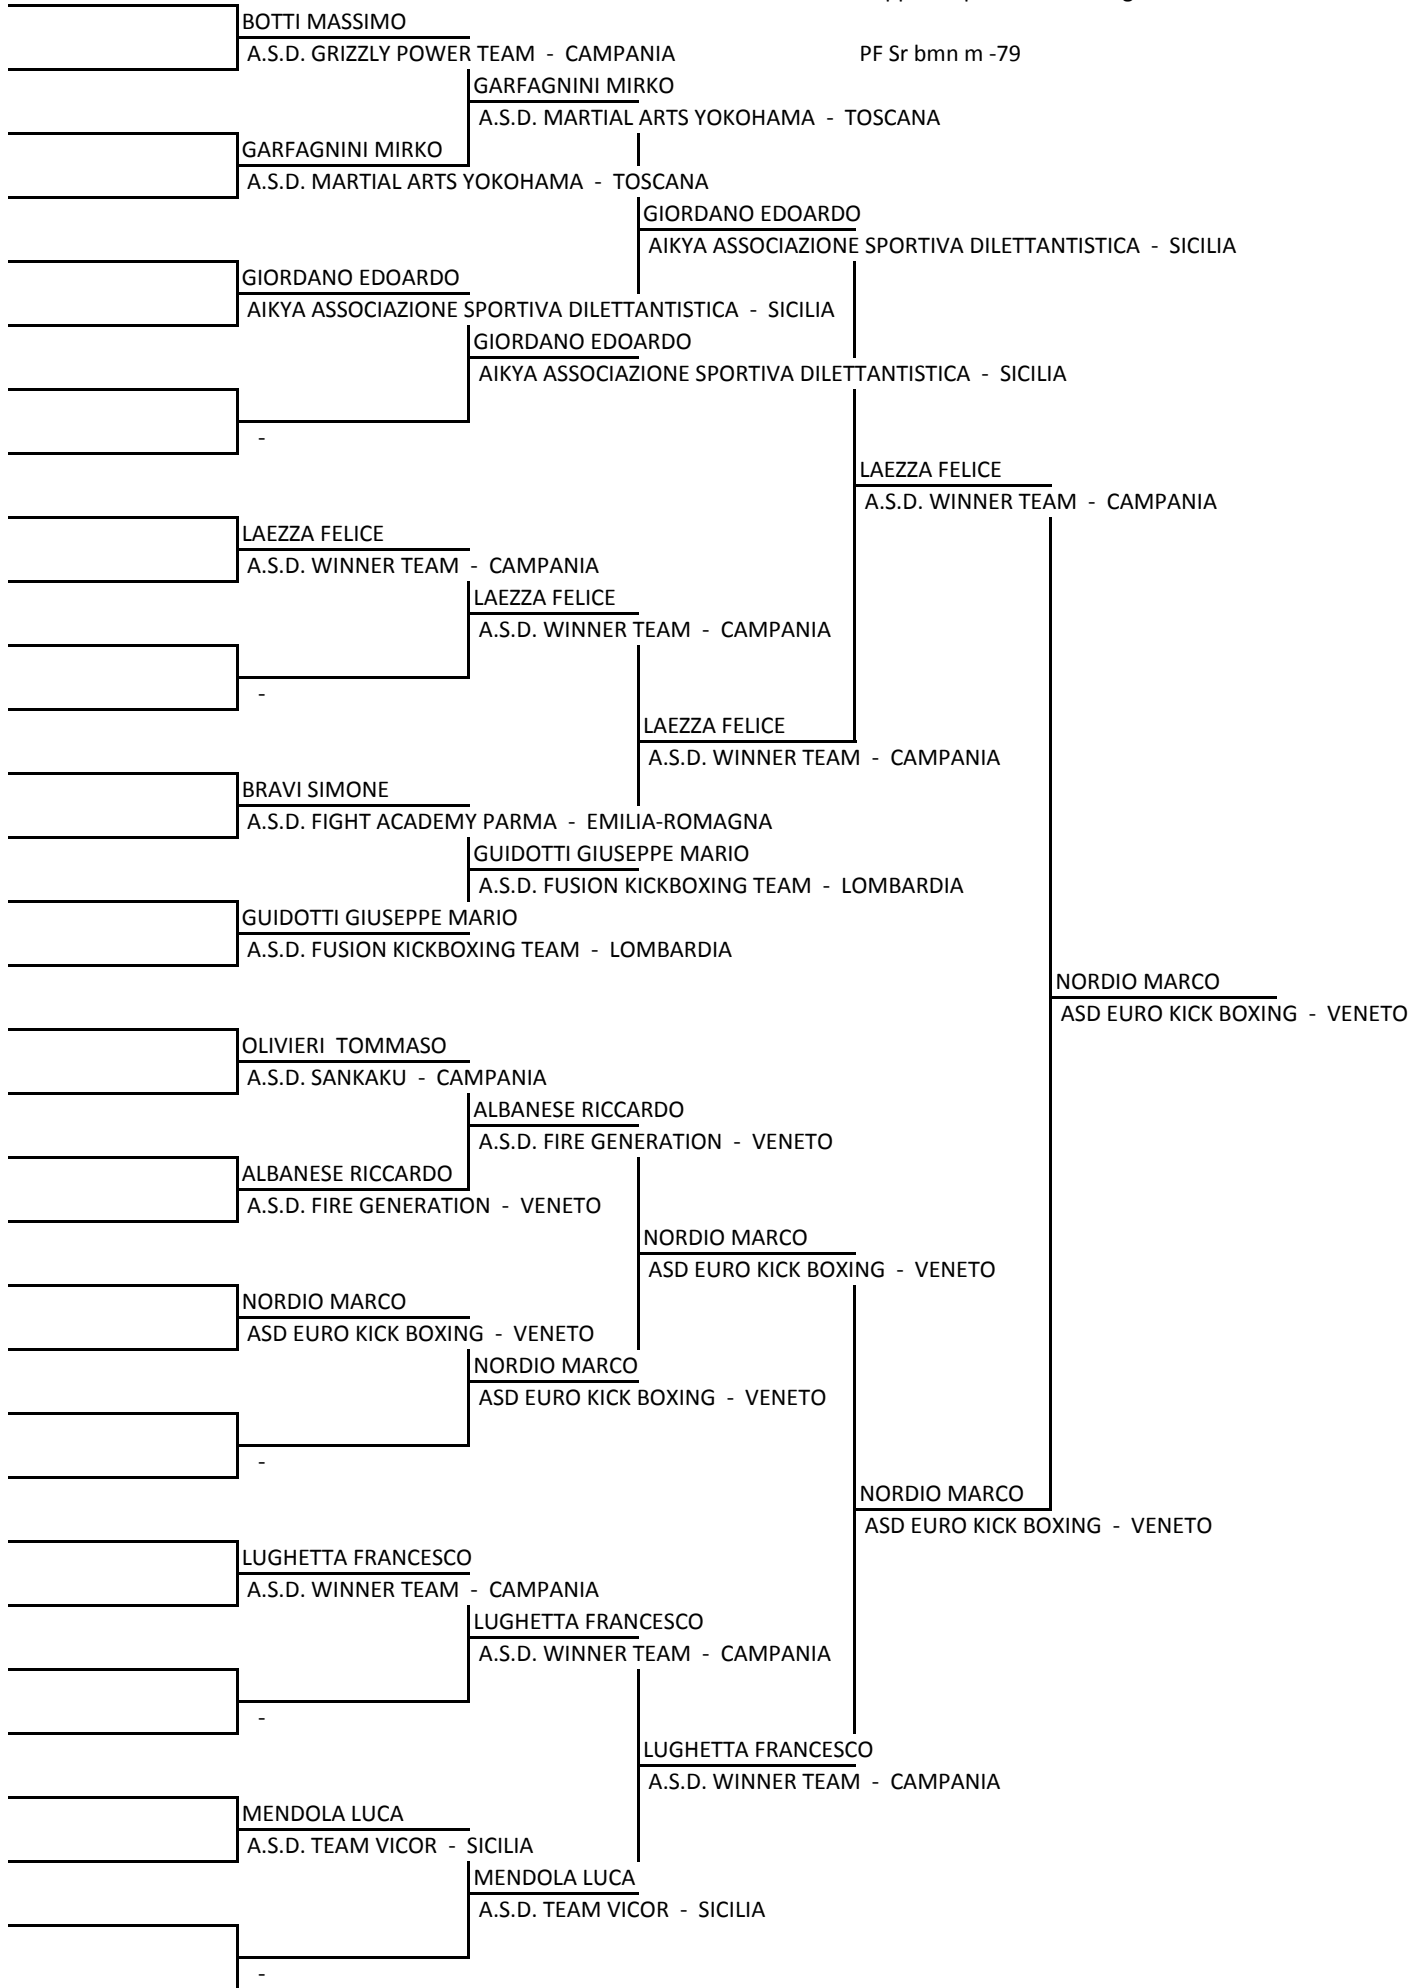 BOTTI MASSIMO
A.S.D. GRIZZLY POWER TEAM - CAMPANIA
PF Sr bmn m -79
GARFAGNINI MIRKO
A.S.D. MARTIAL ARTS YOKOHAMA - TOSCANA
GARFAGNINI MIRKO
A.S.D. MARTIAL ARTS YOKOHAMA - TOSCANA
GIORDANO EDOARDO
AIKYA ASSOCIAZIONE SPORTIVA DILETTANTISTICA - SICILIA
GIORDANO EDOARDO
AIKYA ASSOCIAZIONE SPORTIVA DILETTANTISTICA - SICILIA
GIORDANO EDOARDO
AIKYA ASSOCIAZIONE SPORTIVA DILETTANTISTICA - SICILIA
-
LAEZZA FELICE
A.S.D. WINNER TEAM - CAMPANIA
LAEZZA FELICE
A.S.D. WINNER TEAM - CAMPANIA
LAEZZA FELICE
A.S.D. WINNER TEAM - CAMPANIA
-
LAEZZA FELICE
A.S.D. WINNER TEAM - CAMPANIA
BRAVI SIMONE
A.S.D. FIGHT ACADEMY PARMA - EMILIA-ROMAGNA
GUIDOTTI GIUSEPPE MARIO
A.S.D. FUSION KICKBOXING TEAM - LOMBARDIA
GUIDOTTI GIUSEPPE MARIO
A.S.D. FUSION KICKBOXING TEAM - LOMBARDIA
NORDIO MARCO
ASD EURO KICK BOXING - VENETO
OLIVIERI TOMMASO
A.S.D. SANKAKU - CAMPANIA
ALBANESE RICCARDO
A.S.D. FIRE GENERATION - VENETO
ALBANESE RICCARDO
A.S.D. FIRE GENERATION - VENETO
NORDIO MARCO
ASD EURO KICK BOXING - VENETO
NORDIO MARCO
ASD EURO KICK BOXING - VENETO
NORDIO MARCO
ASD EURO KICK BOXING - VENETO
-
NORDIO MARCO
ASD EURO KICK BOXING - VENETO
LUGHETTA FRANCESCO
A.S.D. WINNER TEAM - CAMPANIA
LUGHETTA FRANCESCO
A.S.D. WINNER TEAM - CAMPANIA
-
LUGHETTA FRANCESCO
A.S.D. WINNER TEAM - CAMPANIA
MENDOLA LUCA
A.S.D. TEAM VICOR - SICILIA
MENDOLA LUCA
A.S.D. TEAM VICOR - SICILIA
-